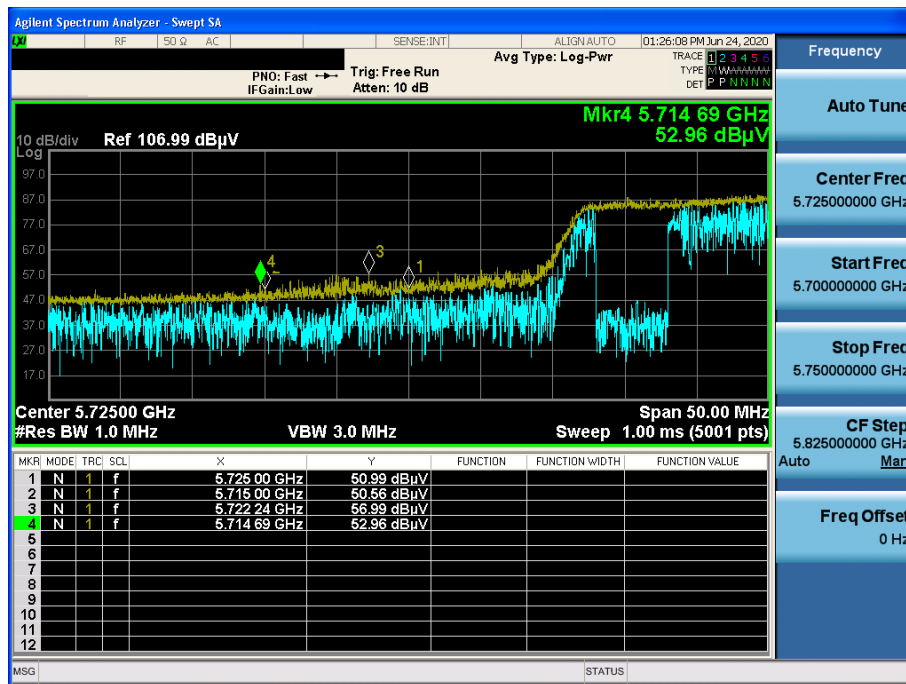 Agilent Spectrum Analyzer - Swept SA
LXI RF 50 Ω AC SENSE:INT ALIGN AUTO 01:26:08 PM Jun 24, 2020
PNO: Fast Trig: Free Run Avg Type: Log-Pwr TRACE 1 2 3 4 5 6
IFGain:Low Atten: 10 dB TYPE M
DET P P N N N N
Mkr4 5.714 69 GHz
52.96 dBµV
10 dB/div Ref 106.99 dBµV
Log
97.0
87.0
77.0
67.0
57.0
47.0
37.0
27.0
17.0
4
3
1
Center 5.72500 GHz Span 50.00 MHz
#Res BW 1.0 MHz VBW 3.0 MHz Sweep 1.00 ms (5001 pts)
MKR MODE TRC SCL X Y FUNCTION FUNCTION WIDTH FUNCTION VALUE
1 N 1 f 5.725 00 GHz 50.99 dBµV
2 N 1 f 5.715 00 GHz 50.56 dBµV
3 N 1 f 5.722 24 GHz 56.99 dBµV
4 N 1 f 5.714 69 GHz 52.96 dBµV
5
6
7
8
9
10
11
12
MSG STATUS
Frequency
Auto Tune
Center Freq
5.725000000 GHz
Start Freq
5.700000000 GHz
Stop Freq
5.750000000 GHz
CF Step
5.825000000 GHz
Auto Man
Freq Offset
0 Hz